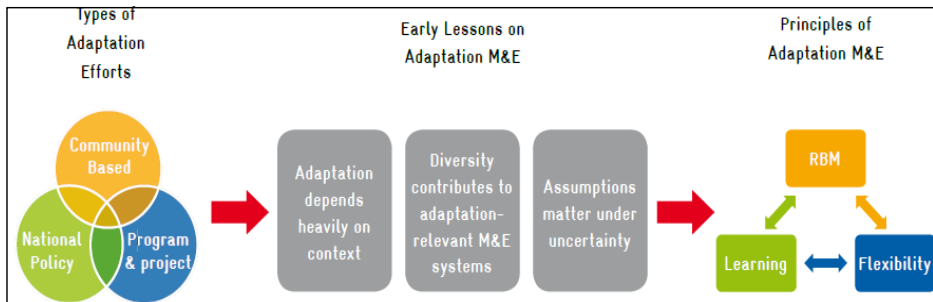 Types of
Adaptation
Efforts
Early Lessons on
Adaptation M&E
Principles of
Adaptation M&E
Community
Based
National
Policy
Program
& project
Adaptation
depends
heavily on
context
Diversity
contributes to
adaptation-
relevant M&E
systems
Assumptions
matter under
uncertainty
RBM
Learning
Flexibility